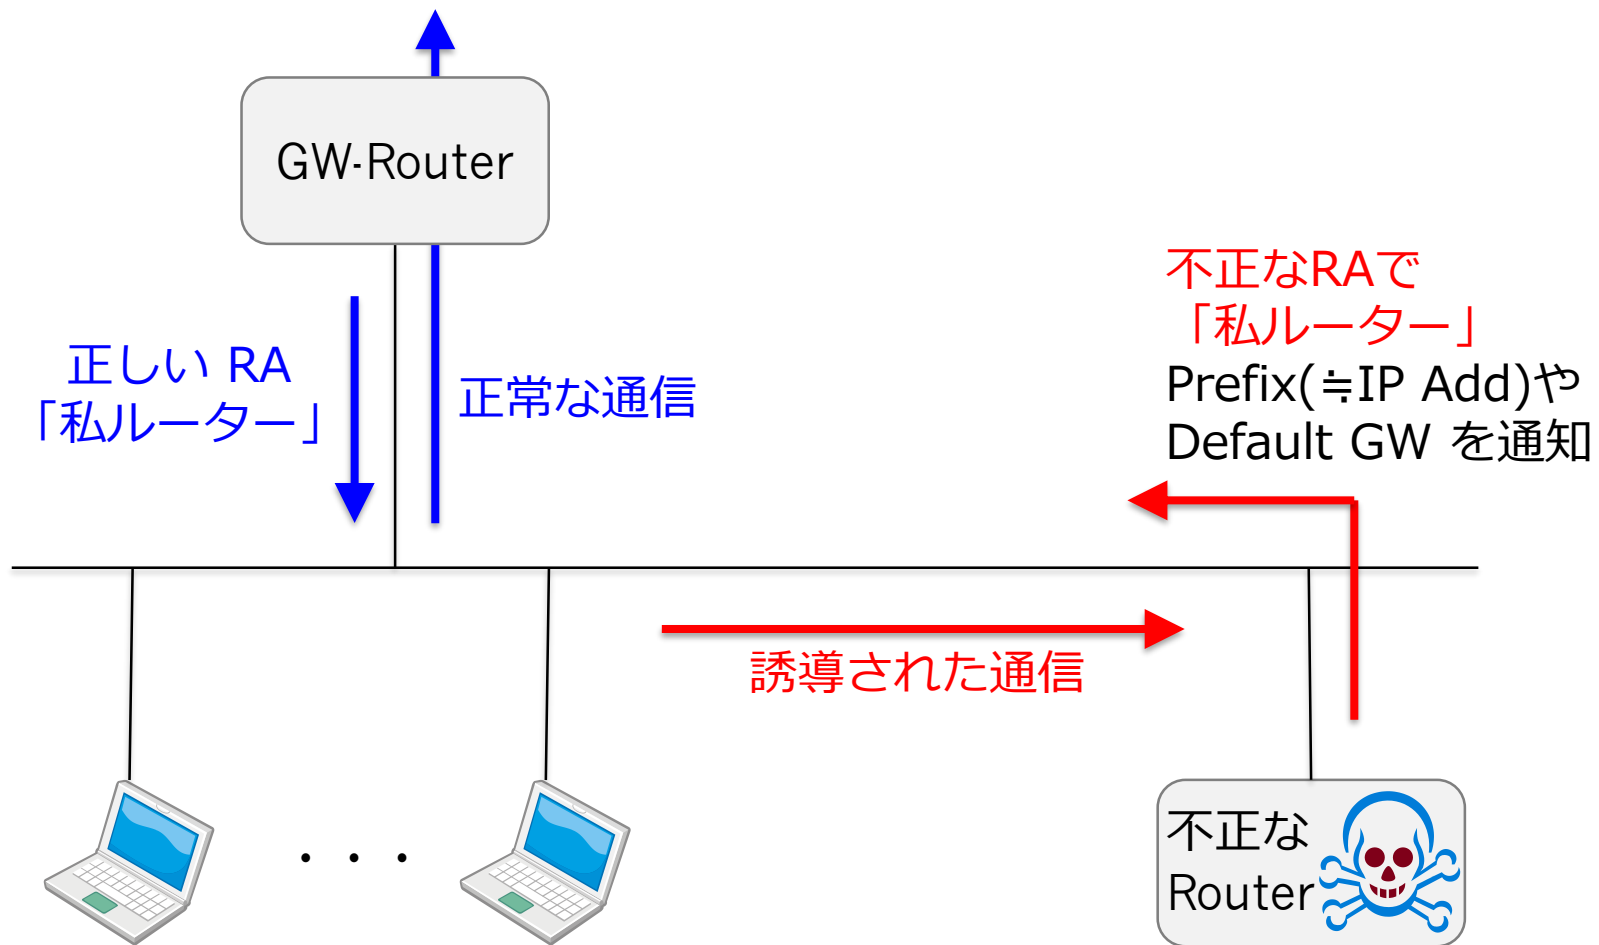 GW-Router
正しい RA
「私ルーター」
正常な通信
不正なRAで
「私ルーター」
Prefix(≒IP Add)や
Default GW を通知
誘導された通信
・・・
不正な
Router